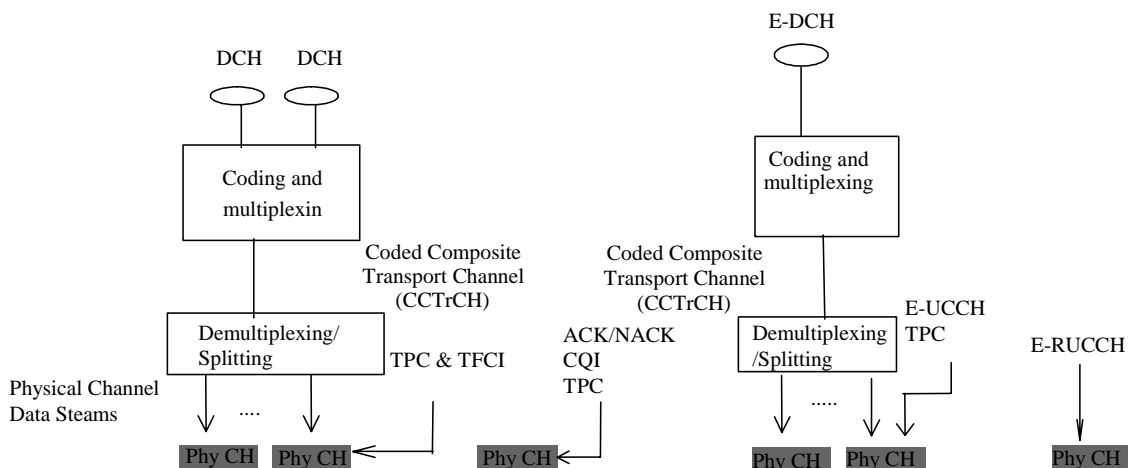 E-DCH
DCH DCH
Coding and
multiplexin
Coding and
multiplexing
Coded Composite
Transport Channel
(CCTrCH)
Coded Composite
Transport Channel
(CCTrCH)
Demultiplexing/
Splitting
TPC & TFCI
ACK/NACK
CQI
TPC
Demultiplexing
/Splitting
E-UCCH
TPC
E-RUCCH
Physical Channel
Data Steams
....
.....
Phy CH Phy CH Phy CH Phy CH Phy CH Phy CH